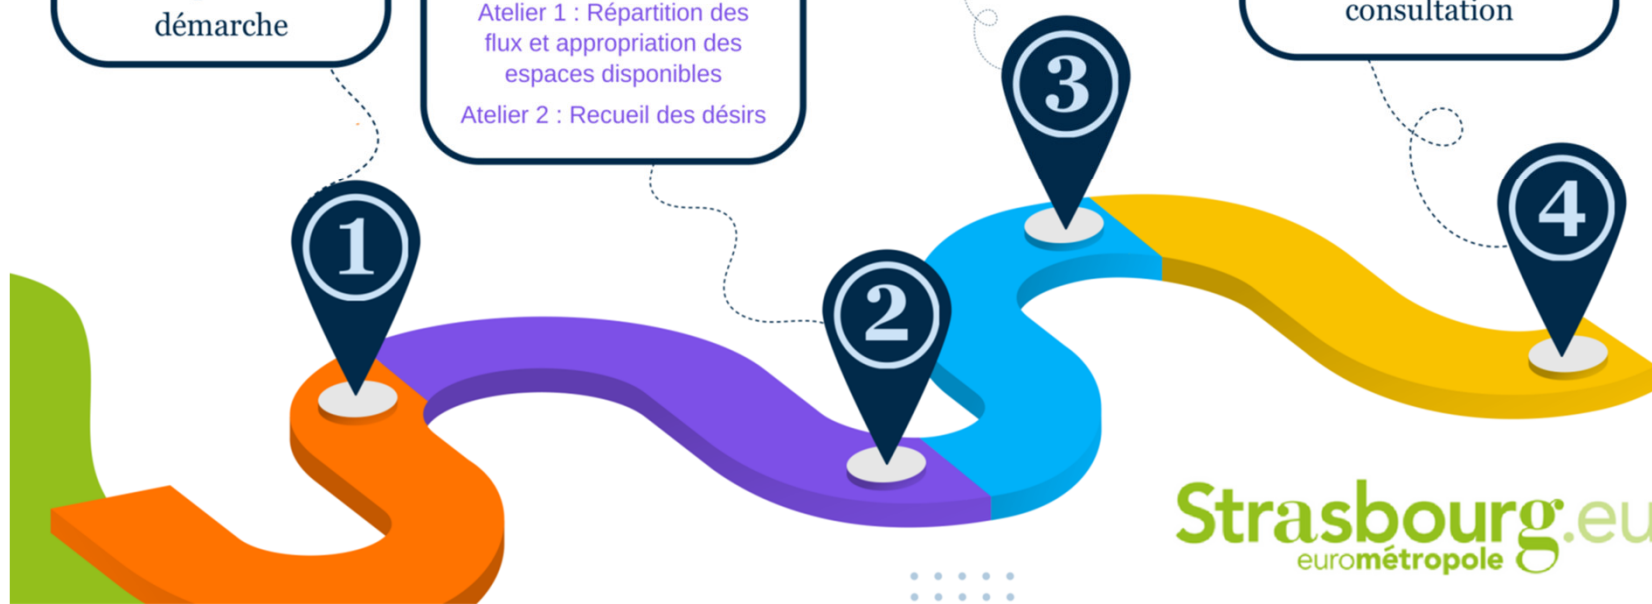 démarche
Atelier 1 : Répartition des
flux et appropriation des
espaces disponibles
Atelier 2 : Recueil des désirs
consultation
3
4
1
2
Strasbourg.eu
eurométropole